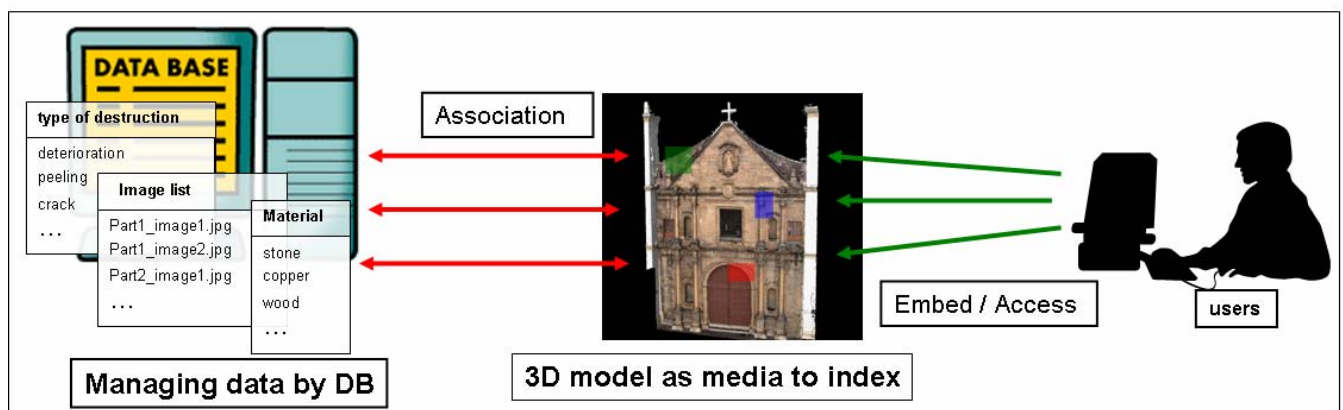 DATA BASE
type of destruction
deterioration
peeling
crack
...
Image list
Part1_image1.jpg
Part1_image2.jpg
Part2_image1.jpg
...
Material
stone
copper
wood
...
Managing data by DB
Association
3D model as media to index
Embed / Access
users